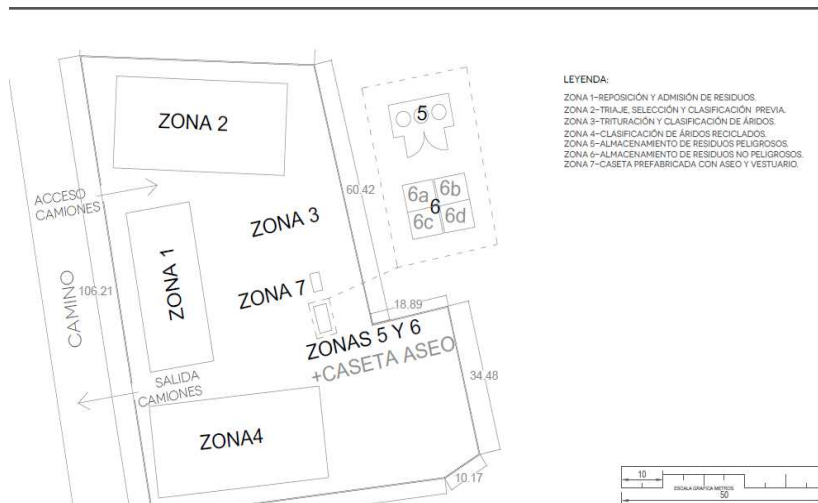 LEYENDA:
ZONA 1-REPOSICIÓN Y ADMISIÓN DE RESIDUOS.
ZONA 2-TRIAJE, SELECCIÓN Y CLASIFICACIÓN PREVIA.
ZONA 3-TRITURACIÓN Y CLASIFICACIÓN DE ÁRIDOS.
ZONA 4-CLASIFICACIÓN DE ÁRIDOS RECICLADOS.
ZONA 5-ALMACENAMIENTO DE RESIDUOS PELIGROSOS.
ZONA 6-ALMACENAMIENTO DE RESIDUOS NO PELIGROSOS.
ZONA 7-CASETA PREFABRICADA CON ASEO Y VESTUARIO.
ZONA 2
5
60.42
6a 6b
6
6c 6d
ACCESO
CAMIONES
ZONA 3
ZONA 1
CAMINO
106.21
ZONA 7
18.89
ZONAS 5 Y 6
+CASETA ASEO
34.48
SALIDA
CAMIONES
ZONA4
10.17
10
ESCALA GRÁFICA METROS
50